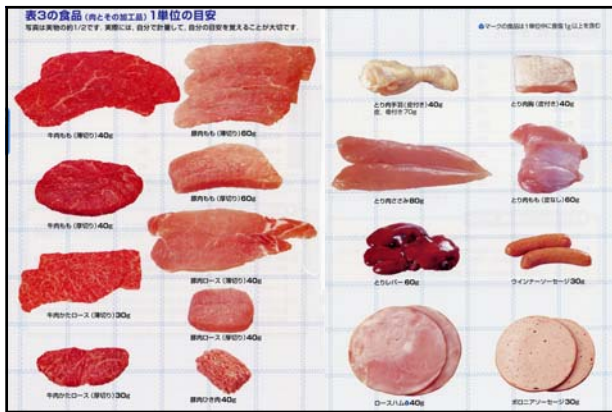 表3の食品(肉とその加工品)1単位の目安
写真は実物の約1/2です。実際には、自分で計量して、自分の目安を覚えることが大切です。
マークの食品は1単位中に食塩1g以上を含む
牛肉もも(薄切り)40g
豚肉もも(薄切り)60g
とり肉手羽(皮付き)40g
皮、骨付き70g
とり肉胸(皮付き)40g
牛肉もも(厚切り)40g
豚肉もも(厚切り)60g
とり肉ささみ80g
とり肉もも(皮なし)60g
牛肉かたロース(薄切り)30g
豚肉ロース(薄切り)40g
豚肉ロース(厚切り)40g
とりレバー60g
ウインナーソーセージ30g
牛肉かたロース(厚切り)30g
豚肉ひき肉40g
ロースハム40g
ボロニアソーセージ30g